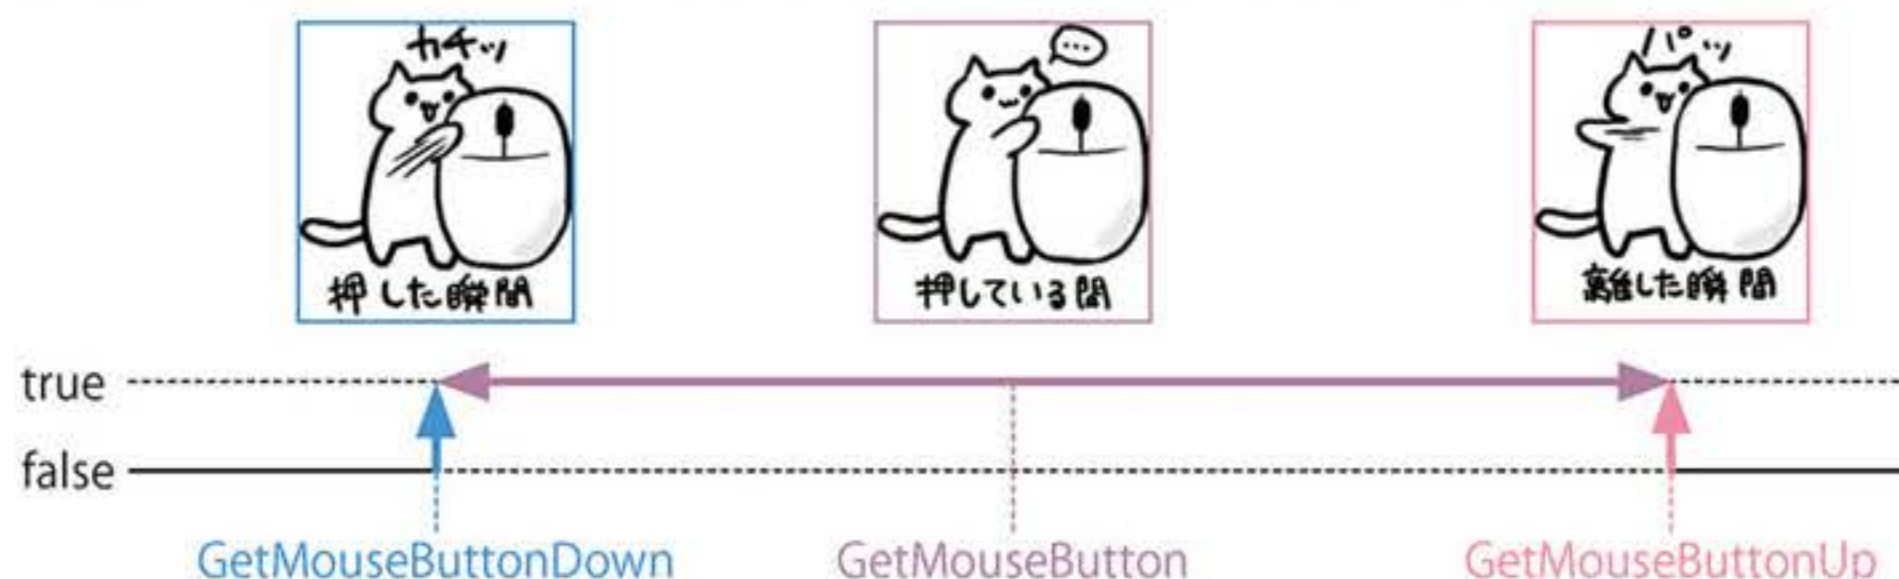 カチッ
…
パッ
押した瞬間
押している間
離した瞬間
true
false
GetMouseButtonDown
GetMouseButton
GetMouseButtonUp